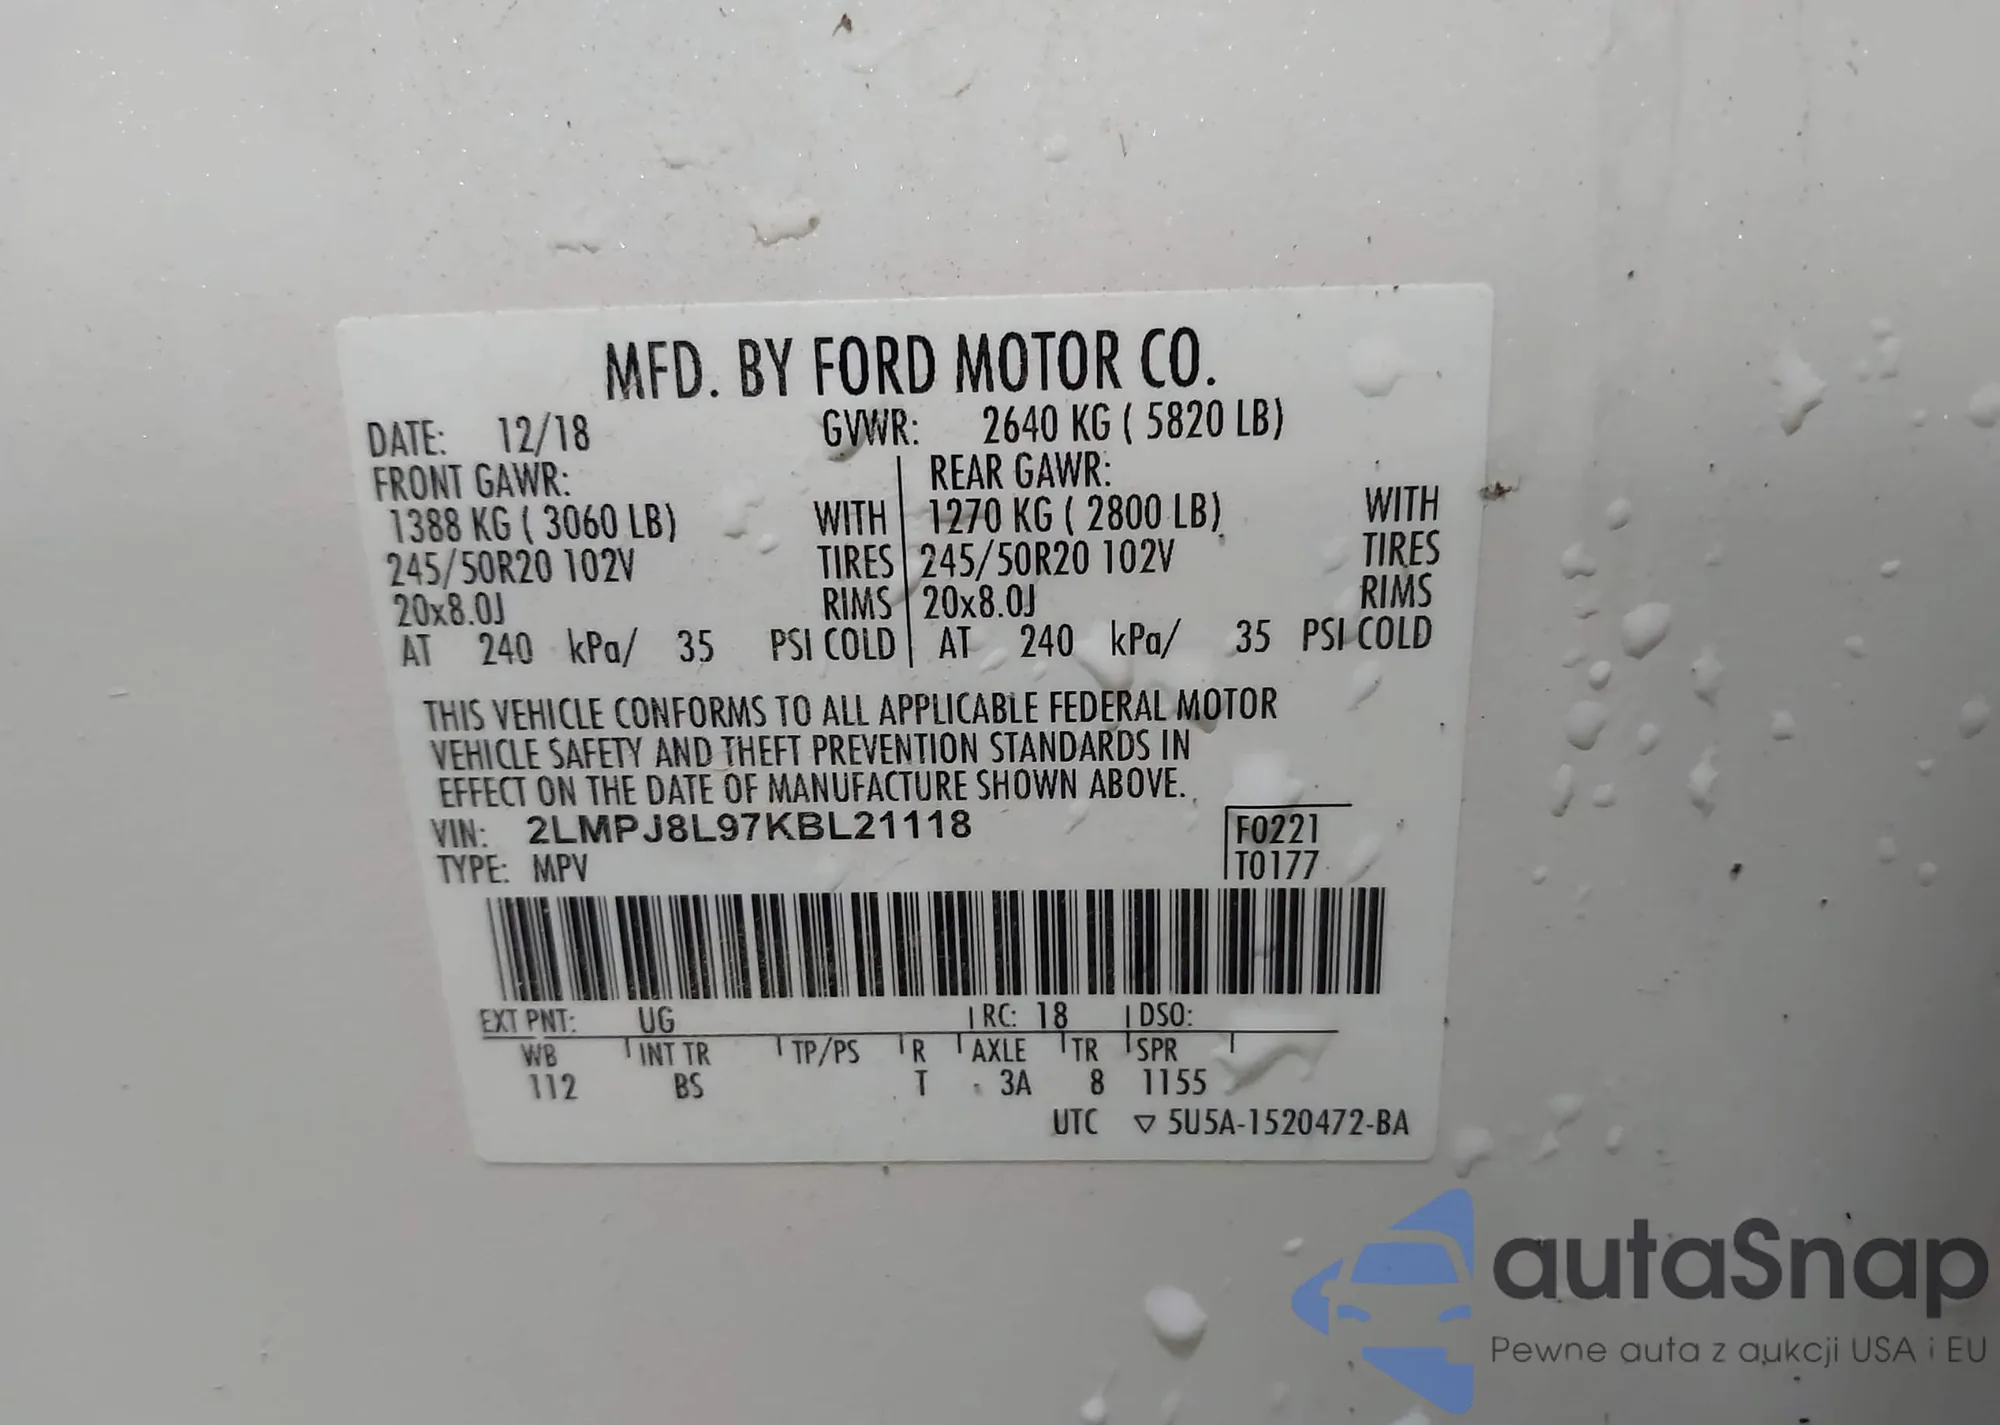 MFD. BY FORD MOTOR CO.
DATE: 12/18 GVWR: 2640 KG ( 5820 LB)
FRONT GAWR: REAR GAWR:
1388 KG ( 3060 LB) WITH 1270 KG ( 2800 LB) WITH
245/50R20 102V TIRES 245/50R20 102V TIRES
20x8.0J RIMS 20x8.0J RIMS
AT 240 kPa/ 35 PSI COLD AT 240 kPa/ 35 PSI COLD
THIS VEHICLE CONFORMS TO ALL APPLICABLE FEDERAL MOTOR
VEHICLE SAFETY AND THEFT PREVENTION STANDARDS IN
EFFECT ON THE DATE OF MANUFACTURE SHOWN ABOVE.
VIN: 2LMPJ8L97KBL21118 F0221
TYPE: MPV T0177
EXT PNT: UG RC: 18 DSO:
WB INT TR TP/PS R AXLE TR SPR
112 BS T 3A 8 1155
UTC ▽ 5U5A-1520472-BA
autaSnap
Pewne auta z aukcji USA i EU